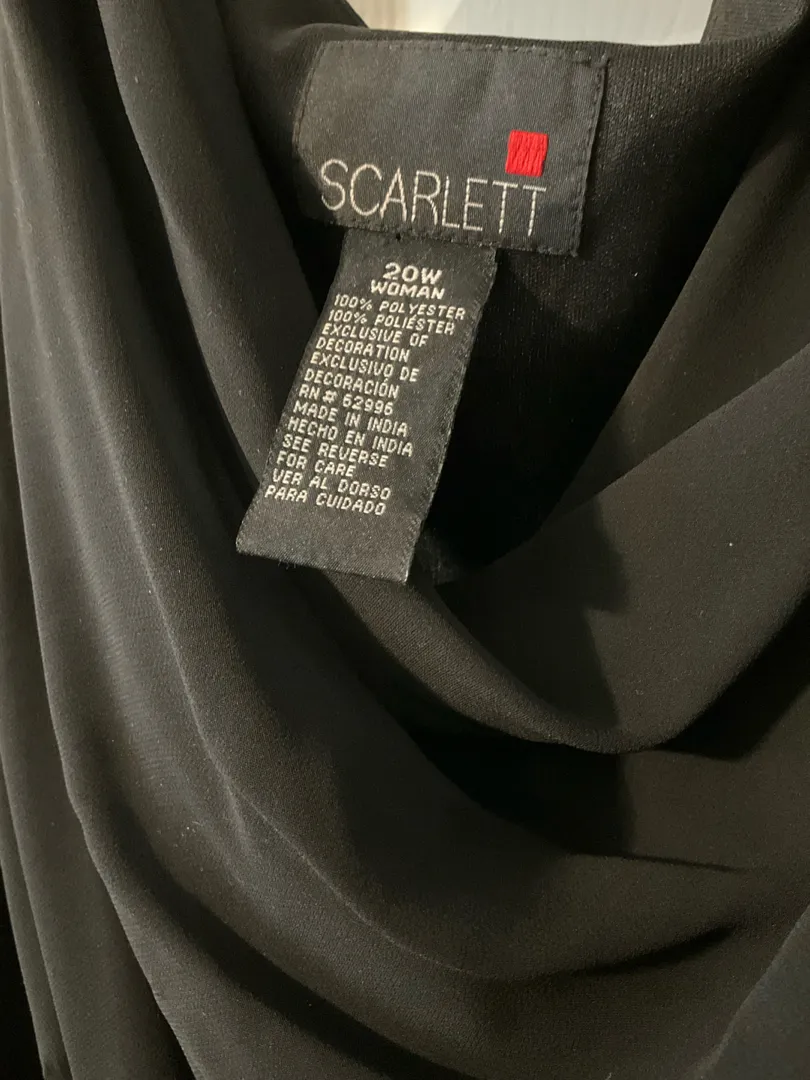 SCARLETT
20W
WOMAN
100% POLYESTER
100% POLIÉSTER
EXCLUSIVE OF
DECORATION
EXCLUSIVO DE
DECORACIÓN
RN # 62996
MADE IN INDIA
HECHO EN INDIA
SEE REVERSE
FOR CARE
VER AL DORSO
PARA CUIDADO